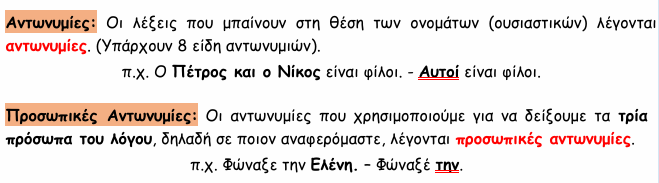 Αντωνυμίες: Οι λέξεις που μπαίνουν στη θέση των ονομάτων (ουσιαστικών) λέγονται
αντωνυμίες. (Υπάρχουν 8 είδη αντωνυμιών).
π.χ. Ο Πέτρος και ο Νίκος είναι φίλοι. - Αυτοί είναι φίλοι.
Προσωπικές Αντωνυμίες: Οι αντωνυμίες που χρησιμοποιούμε για να δείξουμε τα τρία
πρόσωπα του λόγου, δηλαδή σε ποιον αναφερόμαστε, λέγονται προσωπικές αντωνυμίες.
π.χ. Φώναξε την Ελένη. – Φώναξέ την.